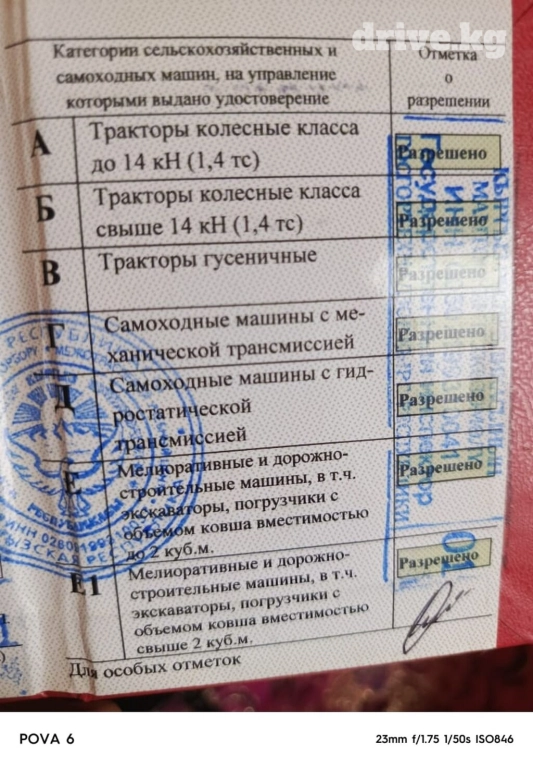 drive.kg
Категории сельскохозяйственных и
самоходных машин, на управление
которыми выдано удостоверение
Отметка
о
разрешении
А
Тракторы колесные класса
до 14 кН (1,4 тс)
Разрешено
Б
Тракторы колесные класса
свыше 14 кН (1,4 тс)
Разрешено
В
Тракторы гусеничные
Разрешено
Г
Самоходные машины с ме-
ханической трансмиссией
Разрешено
Д
Самоходные машины с гид-
ростатической
трансмиссией
Разрешено
Е
Мелиоративные и дорожно-
строительные машины, в т.ч.
экскаваторы, погрузчики с
объемом ковша вместимостью
до 2 куб.м.
Разрешено
Е1
Мелиоративные и дорожно-
строительные машины, в т.ч.
экскаваторы, погрузчики с
объемом ковша вместимостью
свыше 2 куб.м.
Разрешено
Для особых отметок
01
POVA 6
23mm f/1.75 1/50s ISO846